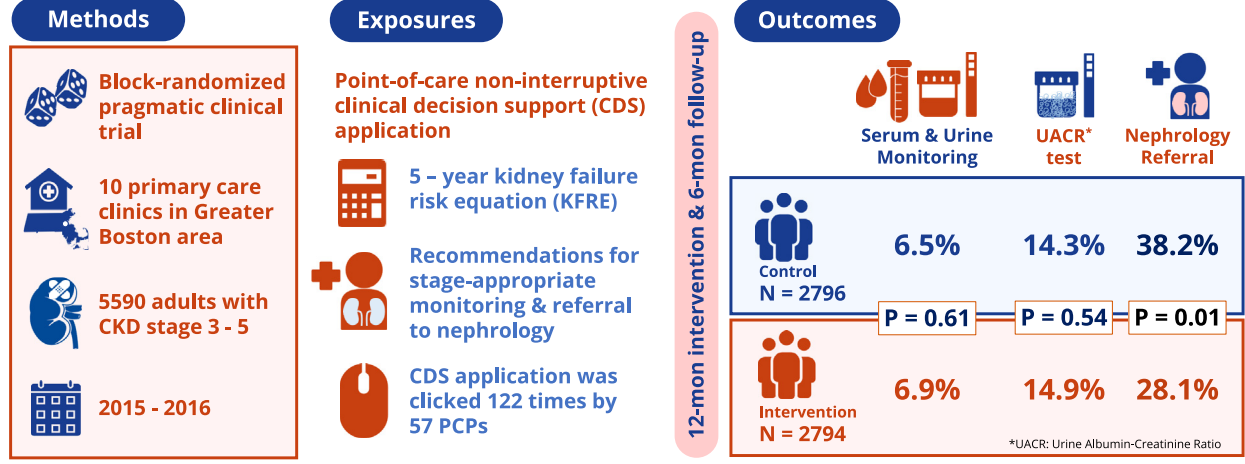 Methods
Block-randomized
pragmatic clinical
trial
10 primary care
clinics in Greater
Boston area
5590 adults with
CKD stage 3 - 5
2015 - 2016
Exposures
Point-of-care non-interruptive
clinical decision support (CDS)
application
5 – year kidney failure
risk equation (KFRE)
Recommendations for
stage-appropriate
monitoring & referral
to nephrology
CDS application was
clicked 122 times by
57 PCPs
12-mon intervention & 6-mon follow-up
Outcomes
Serum & Urine
Monitoring
UACR*
test
Nephrology
Referral
Control
N = 2796
6.5%
14.3%
38.2%
P = 0.61
P = 0.54
P = 0.01
Intervention
N = 2794
6.9%
14.9%
28.1%
*UACR: Urine Albumin-Creatinine Ratio